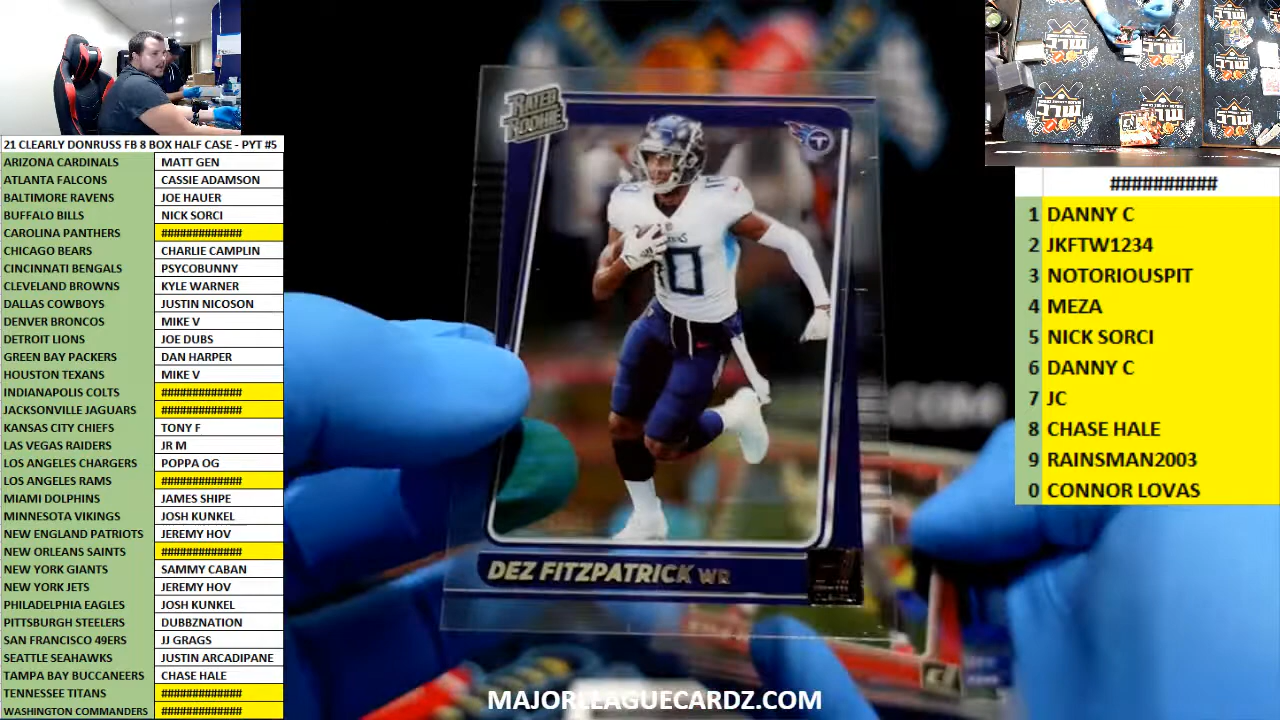 21 CLEARLY DONRUSS FB 8 BOX HALF CASE - PYT #5
ARIZONA CARDINALS MATT GEN
ATLANTA FALCONS CASSIE ADAMSON
BALTIMORE RAVENS JOE HAUER
BUFFALO BILLS NICK SORCI
CAROLINA PANTHERS #############
CHICAGO BEARS CHARLIE CAMPLIN
CINCINNATI BENGALS PSYCOBUNNY
CLEVELAND BROWNS KYLE WARNER
DALLAS COWBOYS JUSTIN NICOSON
DENVER BRONCOS MIKE V
DETROIT LIONS JOE DUBS
GREEN BAY PACKERS DAN HARPER
HOUSTON TEXANS MIKE V
INDIANAPOLIS COLTS #############
JACKSONVILLE JAGUARS #############
KANSAS CITY CHIEFS TONY F
LAS VEGAS RAIDERS JR M
LOS ANGELES CHARGERS POPPA OG
LOS ANGELES RAMS #############
MIAMI DOLPHINS JAMES SHIPE
MINNESOTA VIKINGS JOSH KUNKEL
NEW ENGLAND PATRIOTS JEREMY HOV
NEW ORLEANS SAINTS #############
NEW YORK GIANTS SAMMY CABAN
NEW YORK JETS JEREMY HOV
PHILADELPHIA EAGLES JOSH KUNKEL
PITTSBURGH STEELERS DUBBZNATION
SAN FRANCISCO 49ERS JJ GRAGS
SEATTLE SEAHAWKS JUSTIN ARCADIPANE
TAMPA BAY BUCCANEERS CHASE HALE
TENNESSEE TITANS #############
WASHINGTON COMMANDERS #############
RATED
ROOKIE
10
10
DEZ FITZPATRICK WR
MAJORLEAGUECARDZ.COM
##########
1 DANNY C
2 JKFTW1234
3 NOTORIOUSPIT
4 MEZA
5 NICK SORCI
6 DANNY C
7 JC
8 CHASE HALE
9 RAINSMAN2003
0 CONNOR LOVAS